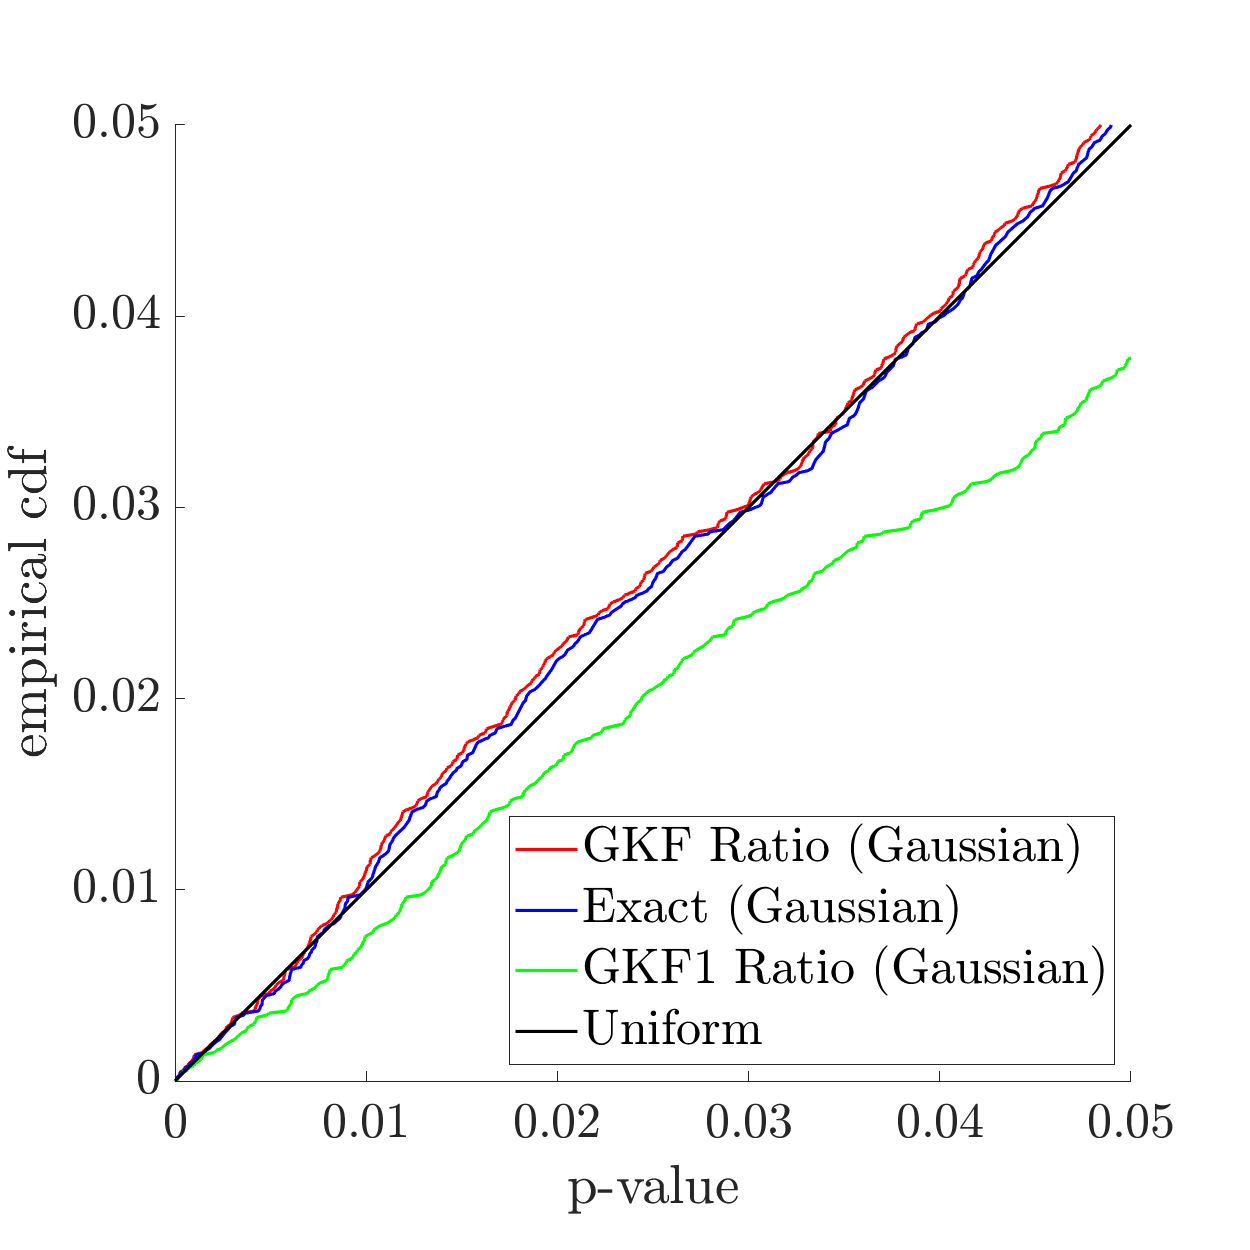 0.05
0.04
0.03
0.02
0.01
0
empirical cdf
GKF Ratio (Gaussian)
Exact (Gaussian)
GKF1 Ratio (Gaussian)
Uniform
0 0.01 0.02 0.03 0.04 0.05
p-value